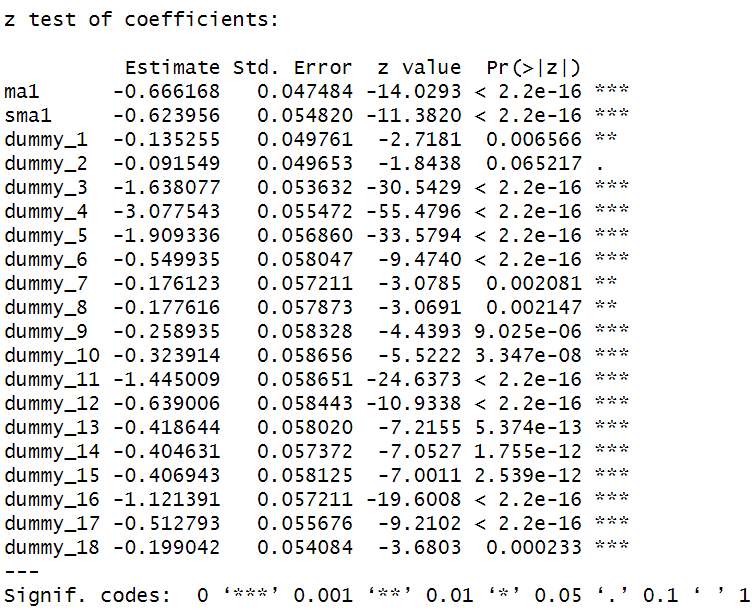 z test of coefficients:
Estimate Std. Error z value Pr(>|z|)
ma1 -0.666168 0.047484 -14.0293 < 2.2e-16 ***
sma1 -0.623956 0.054820 -11.3820 < 2.2e-16 ***
dummy_1 -0.135255 0.049761 -2.7181 0.006566 **
dummy_2 -0.091549 0.049653 -1.8438 0.065217 .
dummy_3 -1.638077 0.053632 -30.5429 < 2.2e-16 ***
dummy_4 -3.077543 0.055472 -55.4796 < 2.2e-16 ***
dummy_5 -1.909336 0.056860 -33.5794 < 2.2e-16 ***
dummy_6 -0.549935 0.058047 -9.4740 < 2.2e-16 ***
dummy_7 -0.176123 0.057211 -3.0785 0.002081 **
dummy_8 -0.177616 0.057873 -3.0691 0.002147 **
dummy_9 -0.258935 0.058328 -4.4393 9.025e-06 ***
dummy_10 -0.323914 0.058656 -5.5222 3.347e-08 ***
dummy_11 -1.445009 0.058651 -24.6373 < 2.2e-16 ***
dummy_12 -0.639006 0.058443 -10.9338 < 2.2e-16 ***
dummy_13 -0.418644 0.058020 -7.2155 5.374e-13 ***
dummy_14 -0.404631 0.057372 -7.0527 1.755e-12 ***
dummy_15 -0.406943 0.058125 -7.0011 2.539e-12 ***
dummy_16 -1.121391 0.057211 -19.6008 < 2.2e-16 ***
dummy_17 -0.512793 0.055676 -9.2102 < 2.2e-16 ***
dummy_18 -0.199042 0.054084 -3.6803 0.000233 ***
---
Signif. codes: 0 ‘***’ 0.001 ‘**’ 0.01 ‘*’ 0.05 ‘.’ 0.1 ‘ ’ 1